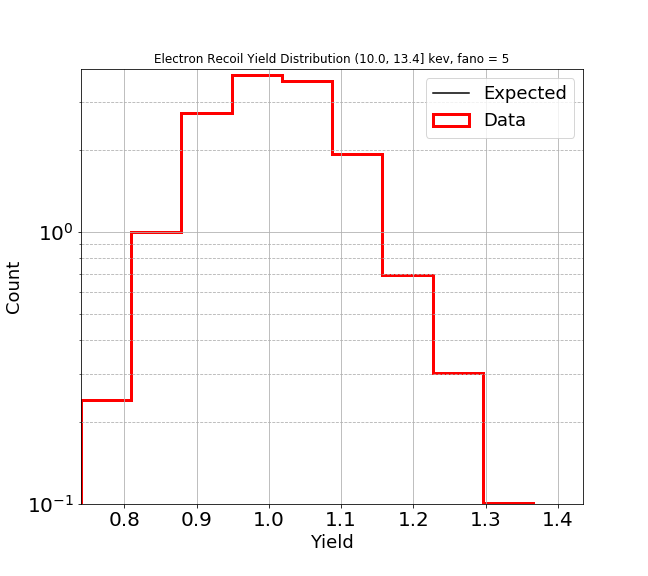 Electron Recoil Yield Distribution (10.0, 13.4] kev, fano = 5
Expected
Data
10⁰
10⁻¹
Count
0.8 0.9 1.0 1.1 1.2 1.3 1.4
Yield